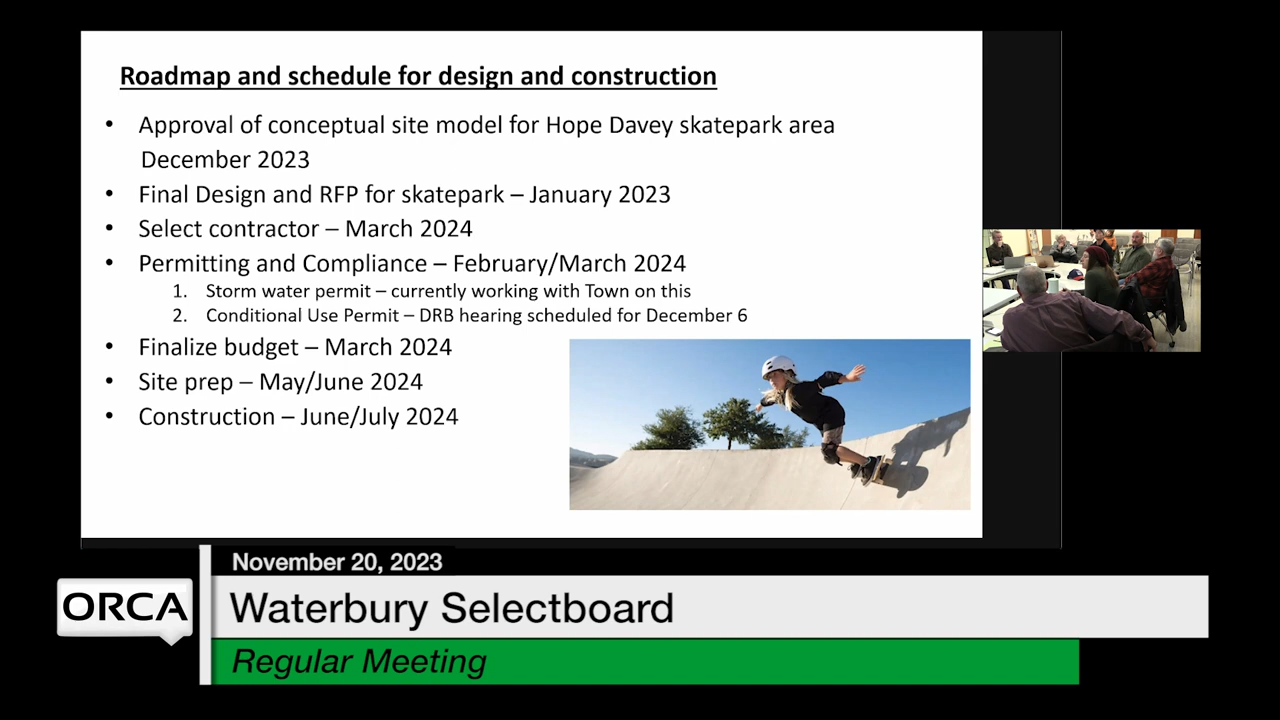 Roadmap and schedule for design and construction
• Approval of conceptual site model for Hope Davey skatepark area
December 2023
• Final Design and RFP for skatepark – January 2023
• Select contractor – March 2024
• Permitting and Compliance – February/March 2024
1. Storm water permit – currently working with Town on this
2. Conditional Use Permit – DRB hearing scheduled for December 6
• Finalize budget – March 2024
• Site prep – May/June 2024
• Construction – June/July 2024
November 20, 2023
ORCA
Waterbury Selectboard
Regular Meeting